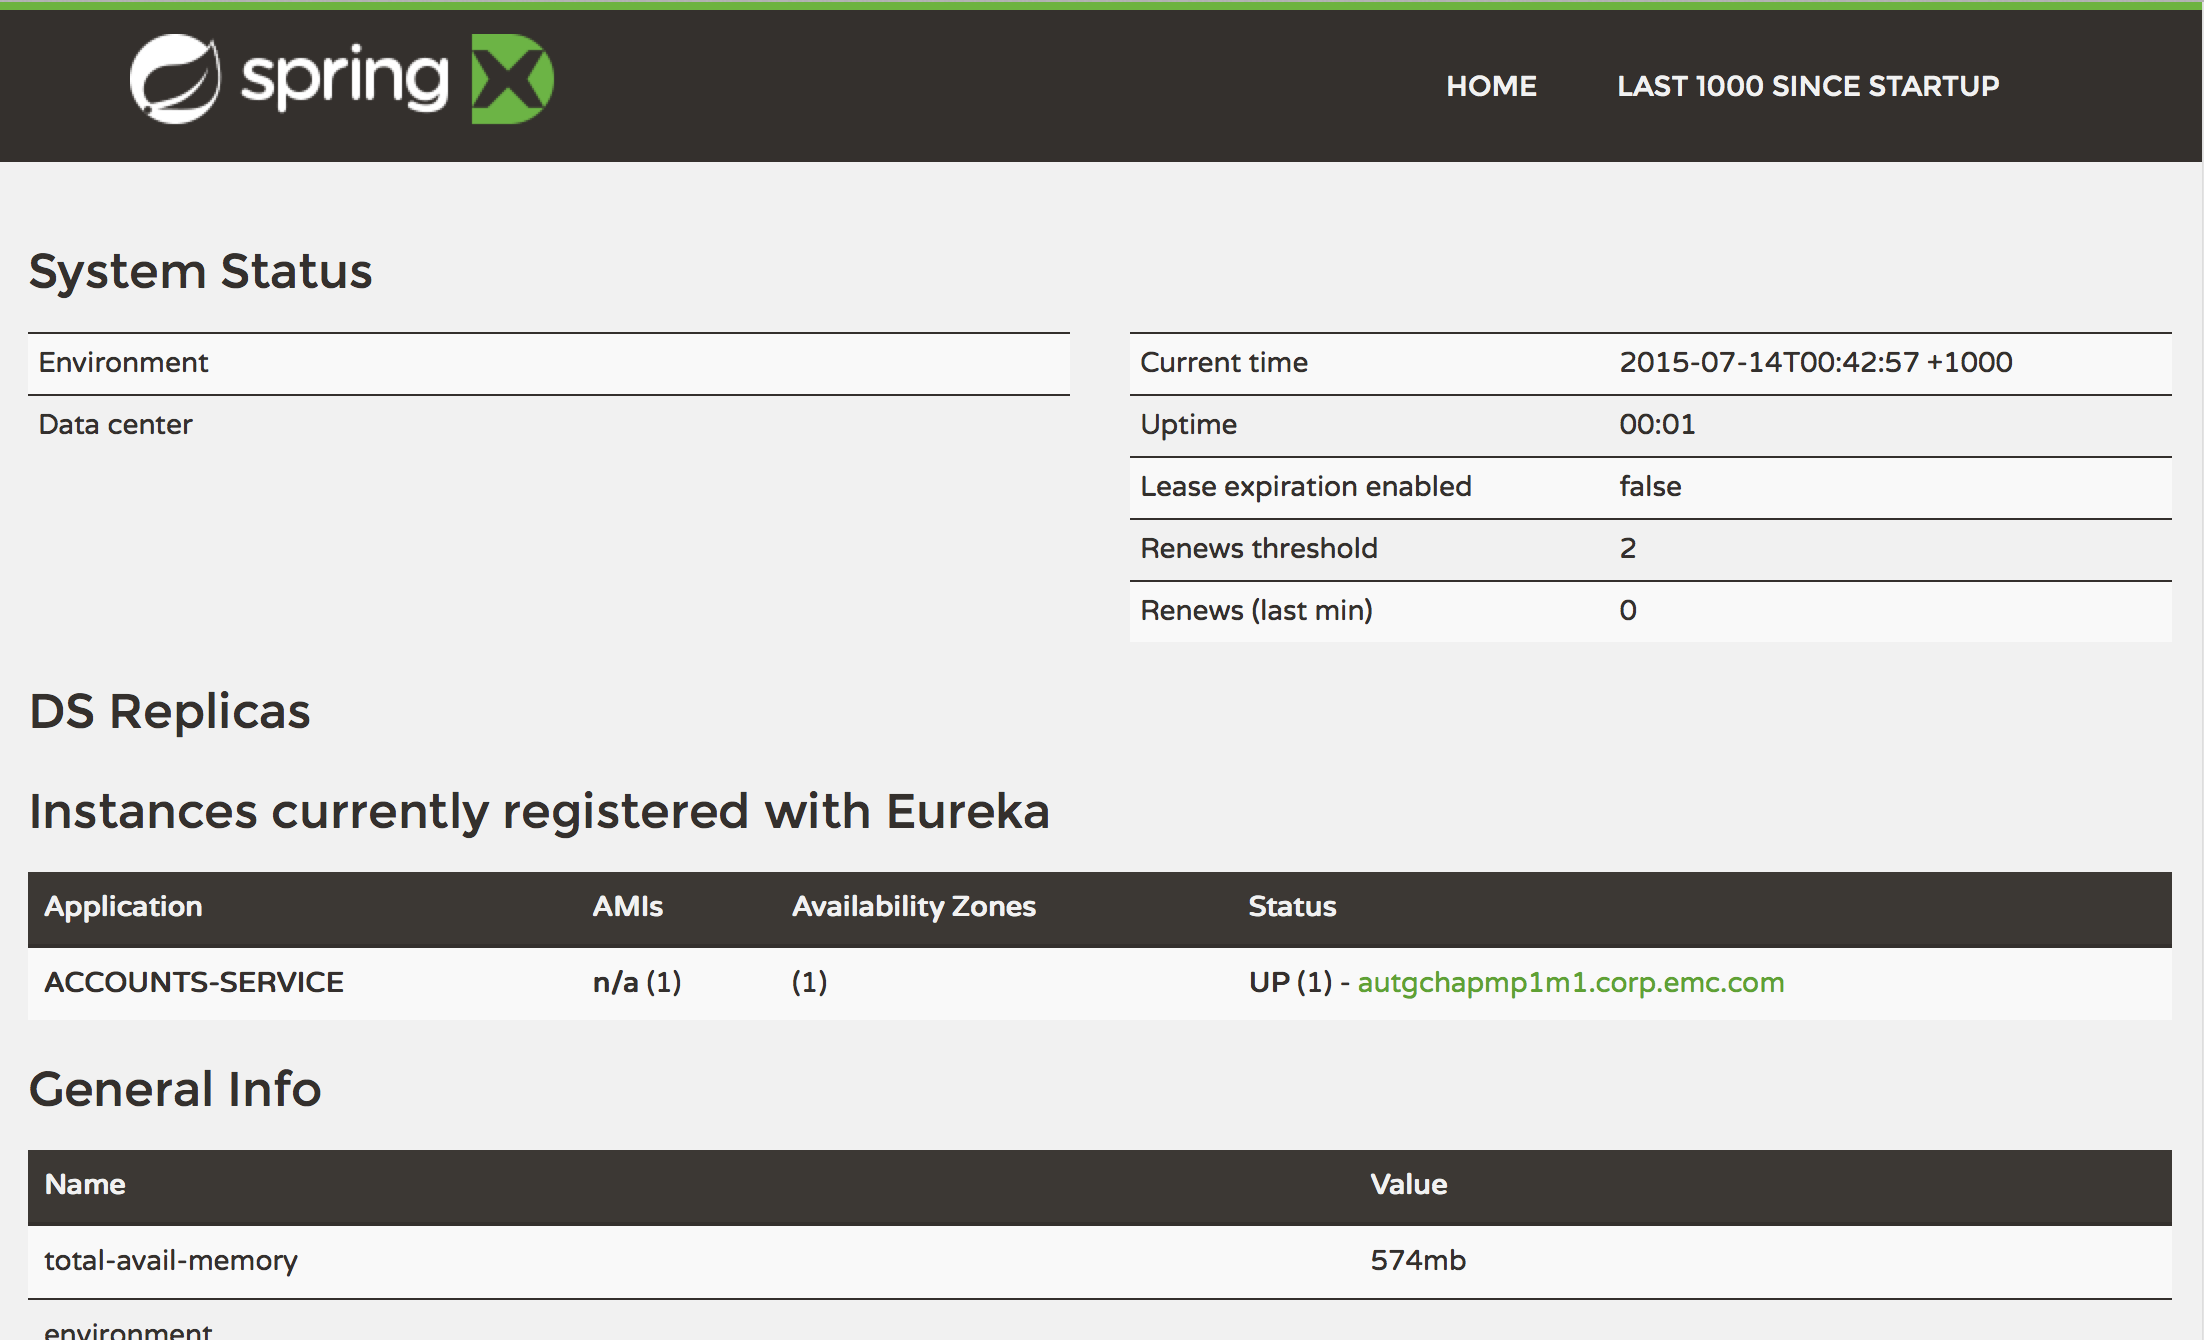 spring
HOME LAST 1000 SINCE STARTUP
System Status
Environment
Data center
Current time 2015-07-14T00:42:57 +1000
Uptime 00:01
Lease expiration enabled false
Renews threshold 2
Renews (last min) 0
DS Replicas
Instances currently registered with Eureka
Application AMIs Availability Zones Status
ACCOUNTS-SERVICE n/a (1) (1) UP (1) - autgchapmp1m1.corp.emc.com
General Info
Name Value
total-avail-memory 574mb
environment